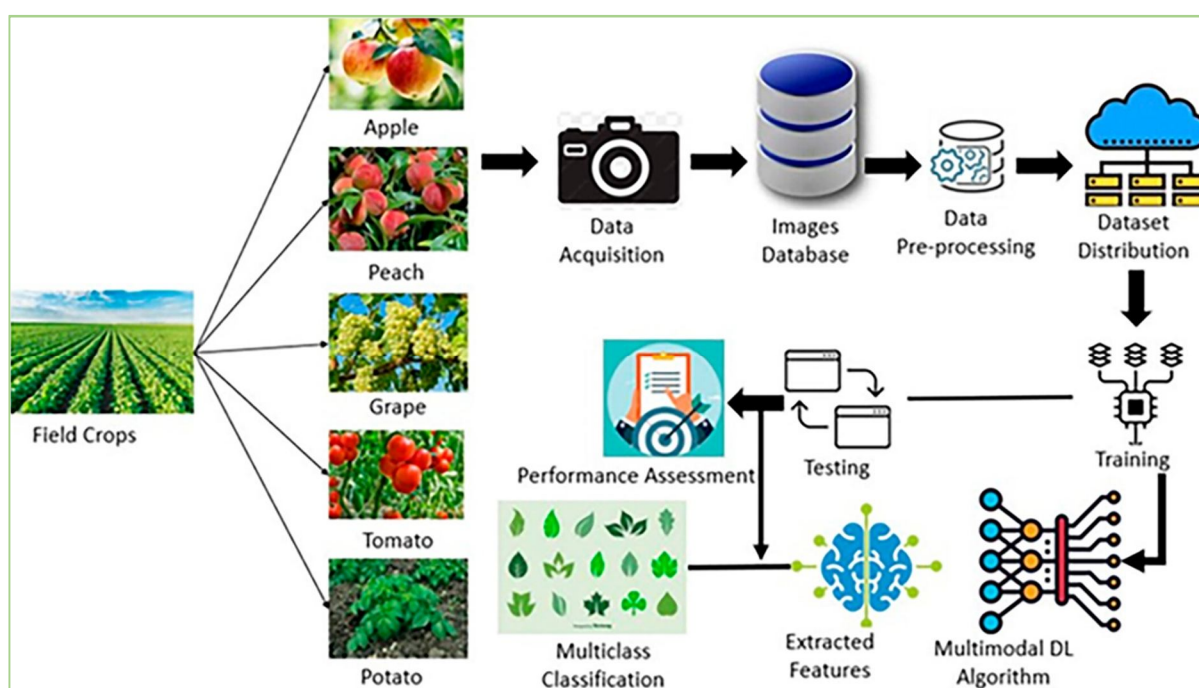 Apple
Peach
Grape
Tomato
Potato
Field Crops
Data
Acquisition
Images
Database
Data
Pre-processing
Dataset
Distribution
Training
Testing
Performance Assessment
Multiclass
Classification
Extracted
Features
Multimodal DL
Algorithm